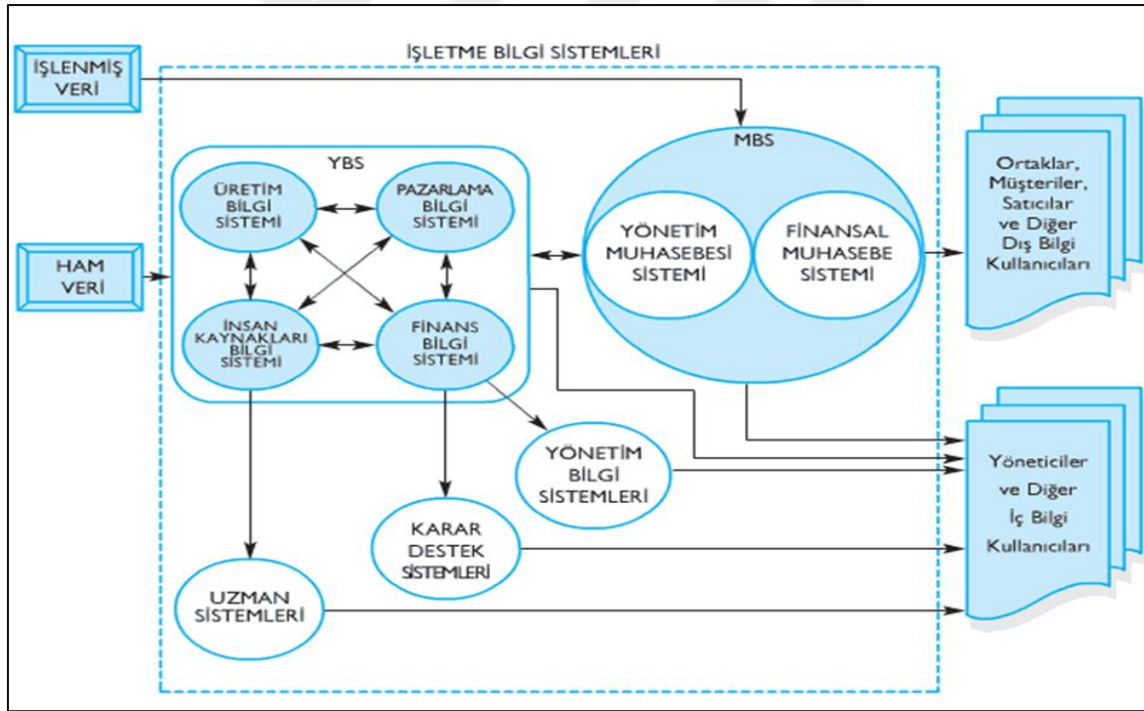 İŞLETME BİLGİ SİSTEMLERİ
İŞLENMİŞ
VERİ
HAM
VERİ
YBS
ÜRETİM
BİLGİ
SİSTEMİ
PAZARLAMA
BİLGİ
SİSTEMİ
İNSAN
KAYNAKLARI
BİLGİ
SİSTEMİ
FİNANS
BİLGİ
SİSTEMİ
MBS
YÖNETİM
MUHASEBESİ
SİSTEMİ
FİNANSAL
MUHASEBE
SİSTEMİ
Ortaklar,
Müşteriler,
Satıcılar
ve Diğer
Dış Bilgi
Kullanıcıları
YÖNETİM
BİLGİ
SİSTEMLERİ
KARAR
DESTEK
SİSTEMLERİ
UZMAN
SİSTEMLERİ
Yöneticiler
ve Diğer
İç Bilgi
Kullanıcıları